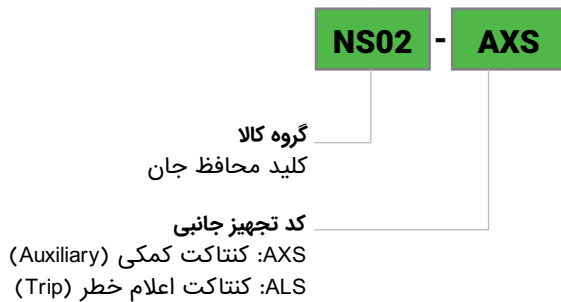 NS02 - AXS
گروه کالا
کلید محافظ جان
کد تجهیز جانبی
AXS: کنتاکت کمکی (Auxiliary)
ALS: کنتاکت اعلام خطر (Trip)